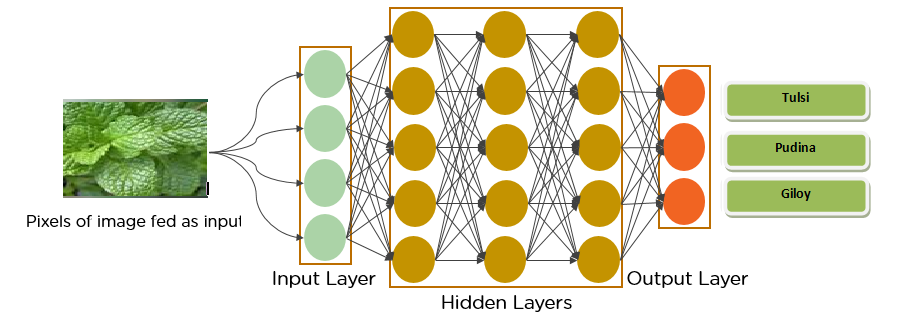 Tulsi
Pudina
Giloy
Pixels of image fed as input
Input Layer
Output Layer
Hidden Layers